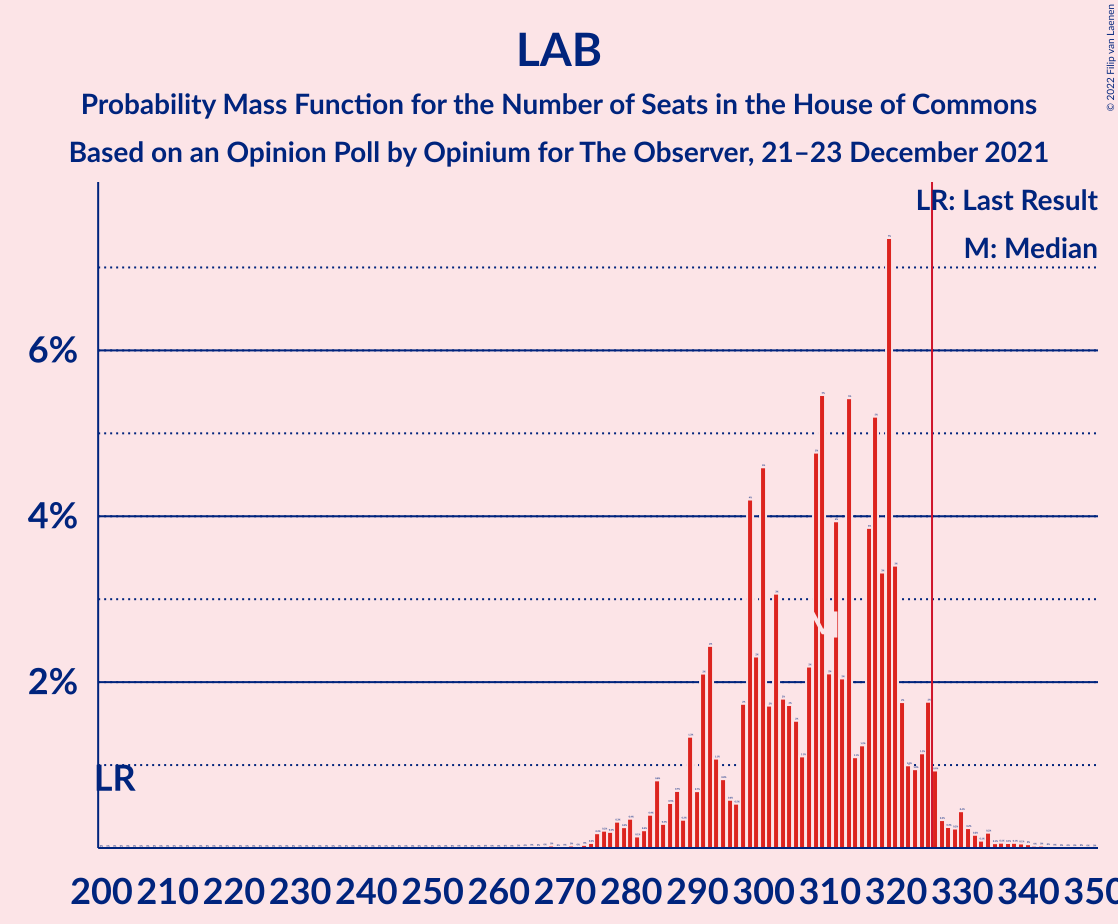 LAB
Probability Mass Function for the Number of Seats in the House of Commons
Based on an Opinion Poll by Opinium for The Observer, 21–23 December 2021
© 2022 Filip van Laenen
LR: Last Result
M: Median
6%
4%
2%
LR
200 210 220 230 240 250 260 270 280 290 300 310 320 330 340 350